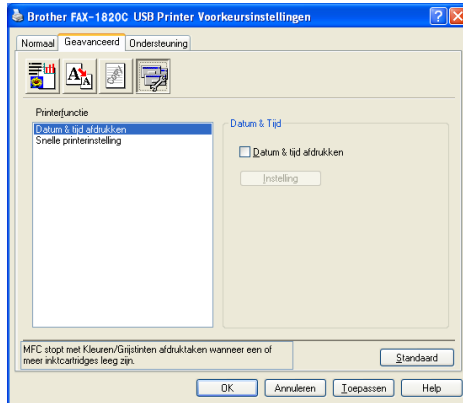 Brother FAX-1820C USB Printer Voorkeursinstellingen
Normaal Geavanceerd Ondersteuning
Printerfunctie
Datum & tijd afdrukken
Snelle printerinstelling
Datum & Tijd
Datum & tijd afdrukken
Instelling
MFC stopt met Kleuren/Grijstinten afdruktaken wanneer een of
meer inktcartridges leeg zijn.
Standaard
OK Annuleren Toepassen Help